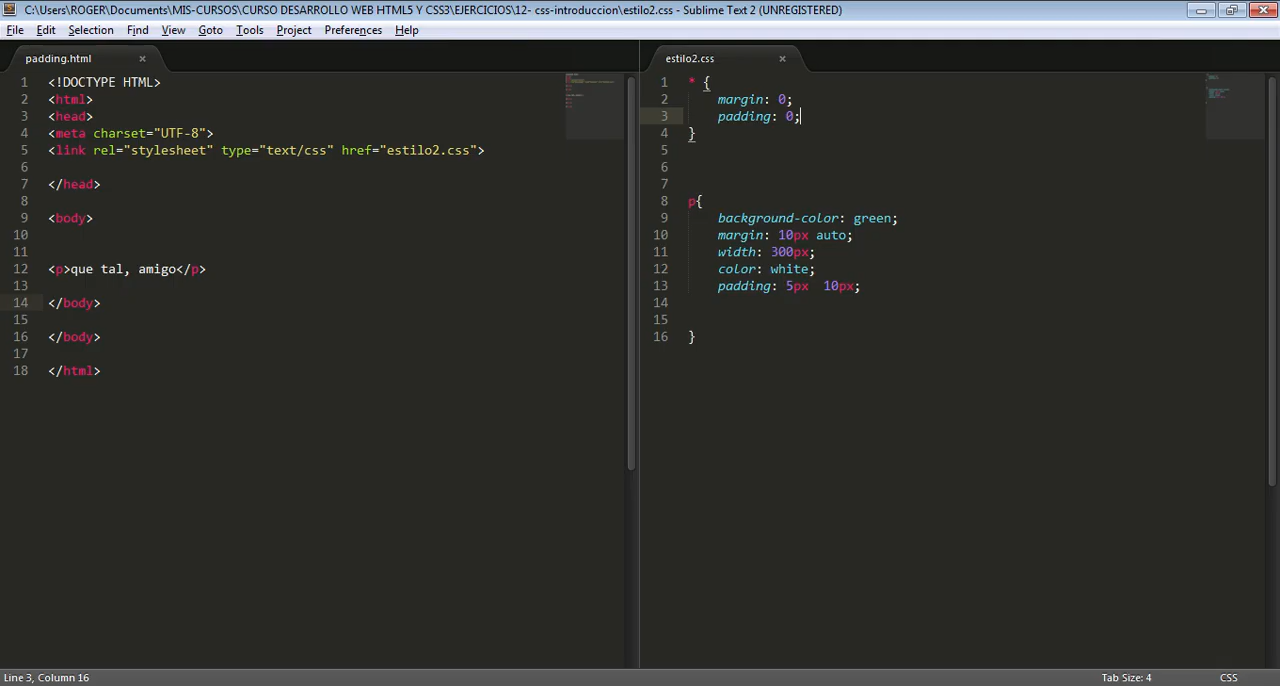 C:\Users\ROGER\Documents\MIS-CURSOS\CURSO DESARROLLO WEB HTML5 Y CSS3\EJERCICIOS\12- css-introduccion\estilo2.css - Sublime Text 2 (UNREGISTERED)
File Edit Selection Find View Goto Tools Project Preferences Help
padding.html ×
1 <!DOCTYPE HTML>
2 <html>
3 <head>
4 <meta charset="UTF-8">
5 <link rel="stylesheet" type="text/css" href="estilo2.css">
6
7 </head>
8
9 <body>
10
11
12 <p>que tal, amigo</p>
13
14 </body>
15
16 </body>
17
18 </html>
estilo2.css ×
1 * {
2 margin: 0;
3 padding: 0;
4 }
5
6
7
8 p{
9 background-color: green;
10 margin: 10px auto;
11 width: 300px;
12 color: white;
13 padding: 5px  10px;
14
15
16 }
Line 3, Column 16
Tab Size: 4
CSS